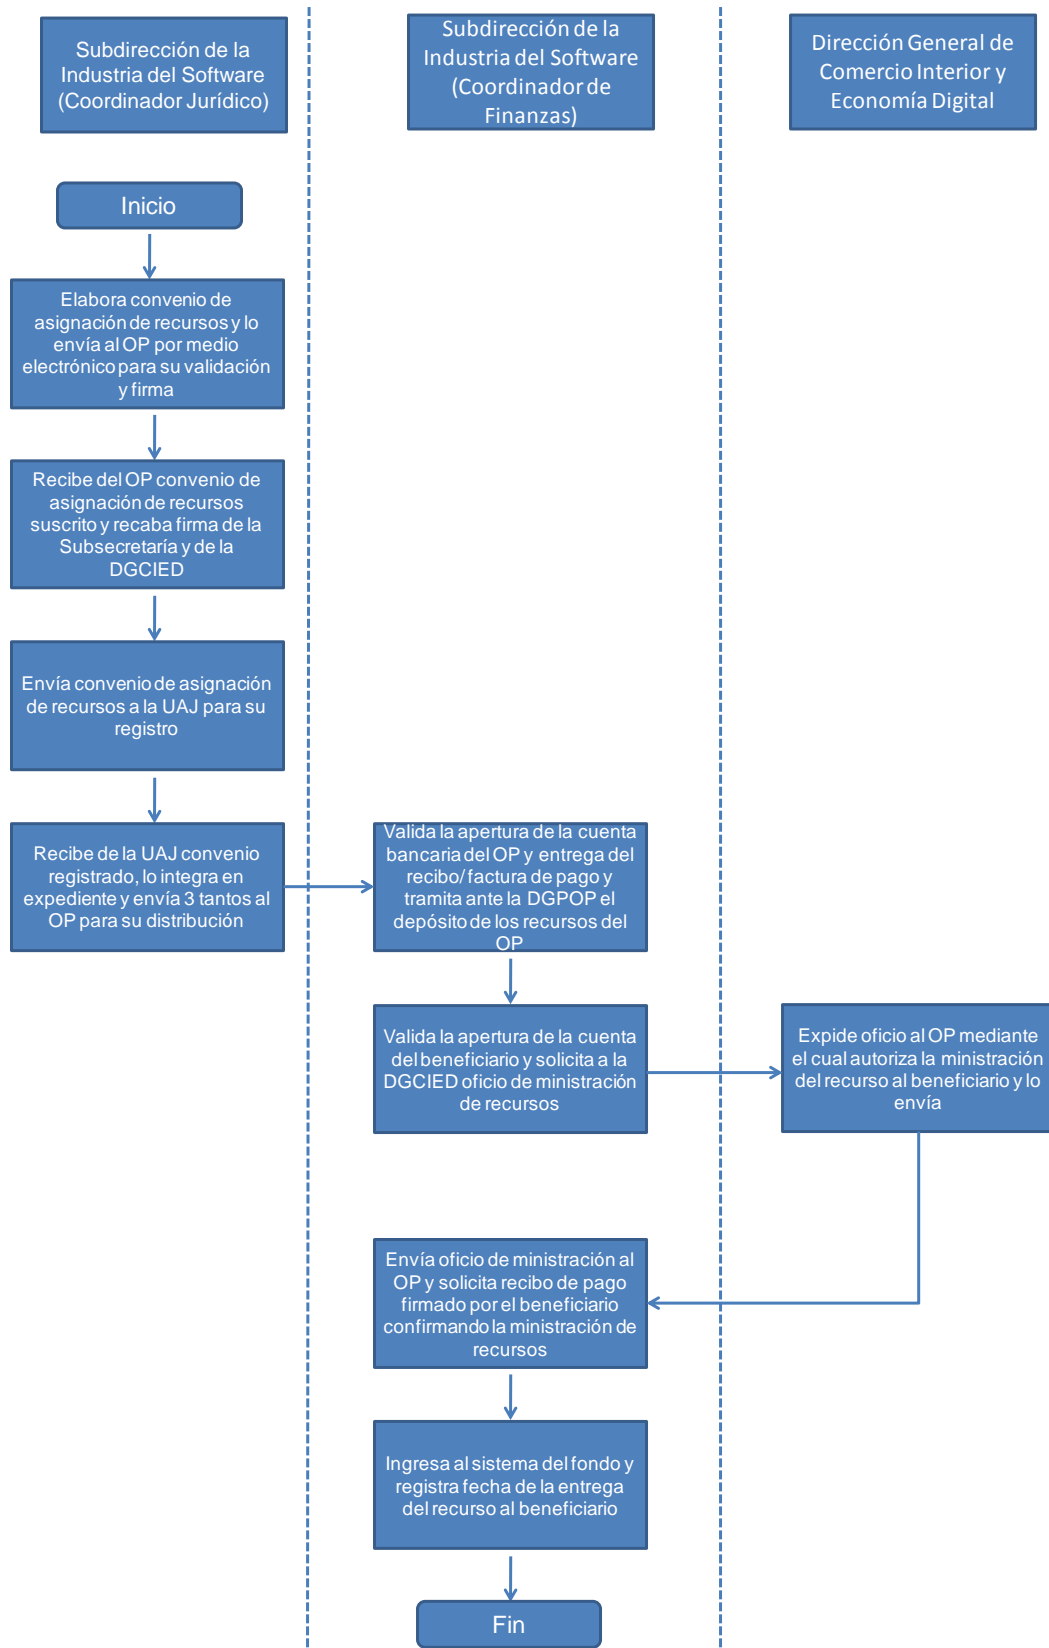 Subdirección de la
Industria del Software
(Coordinador Jurídico)
Subdirección de la
Industria del Software
(Coordinador de
Finanzas)
Dirección General de
Comercio Interior y
Economía Digital
Inicio
Elabora convenio de
asignación de recursos y lo
envía al OP por medio
electrónico para su validación
y firma
Recibe del OP convenio de
asignación de recursos
suscrito y recaba firma de la
Subsecretaría y de la
DGCIED
Envía convenio de asignación
de recursos a la UAJ para su
registro
Recibe de la UAJ convenio
registrado, lo integra en
expediente y envía 3 tantos al
OP para su distribución
Valida la apertura de la cuenta
bancaria del OP y entrega del
recibo/ factura de pago y
tramita ante la DGPOP el
depósito de los recursos del
OP
Valida la apertura de la cuenta
del beneficiario y solicita a la
DGCIED oficio de ministración
de recursos
Expide oficio al OP mediante
el cual autoriza la ministración
del recurso al beneficiario y lo
envía
Envía oficio de ministración al
OP y solicita recibo de pago
firmado por el beneficiario
confirmando la ministración de
recursos
Ingresa al sistema del fondo y
registra fecha de la entrega
del recurso al beneficiario
Fin